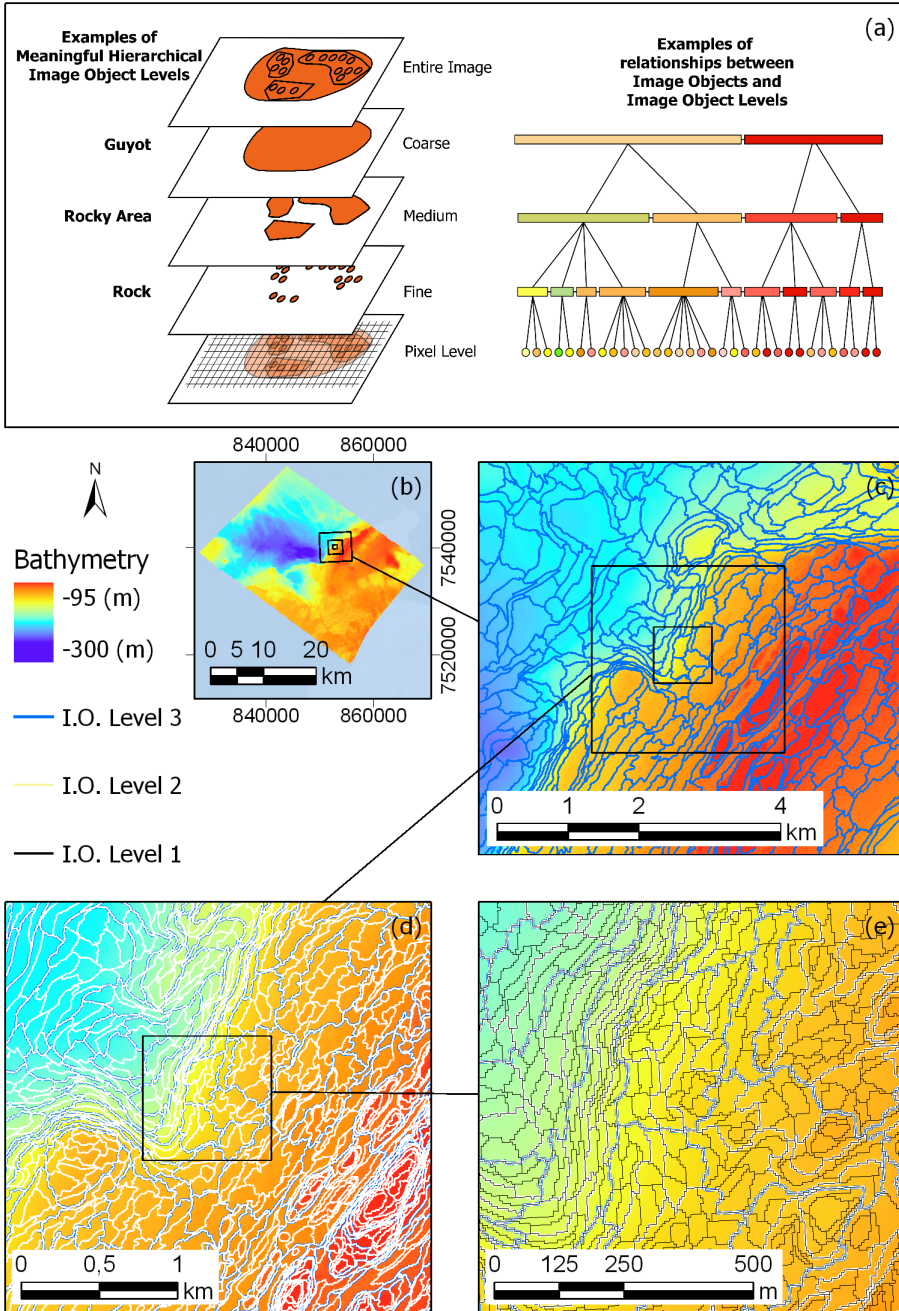 (a)
Examples of
Meaningful Hierarchical
Image Object Levels
Entire Image
Guyot
Coarse
Rocky Area
Medium
Rock
Fine
Pixel Level
Examples of
relationships between
Image Objects and
Image Object Levels
N
Bathymetry
-95 (m)
-300 (m)
I.O. Level 3
I.O. Level 2
I.O. Level 1
840000 860000
(b)
7540000
7520000
0 5 10 20
km
840000 860000
(c)
0 1 2 4
km
(d)
0 0,5 1
km
(e)
0 125 250 500
m